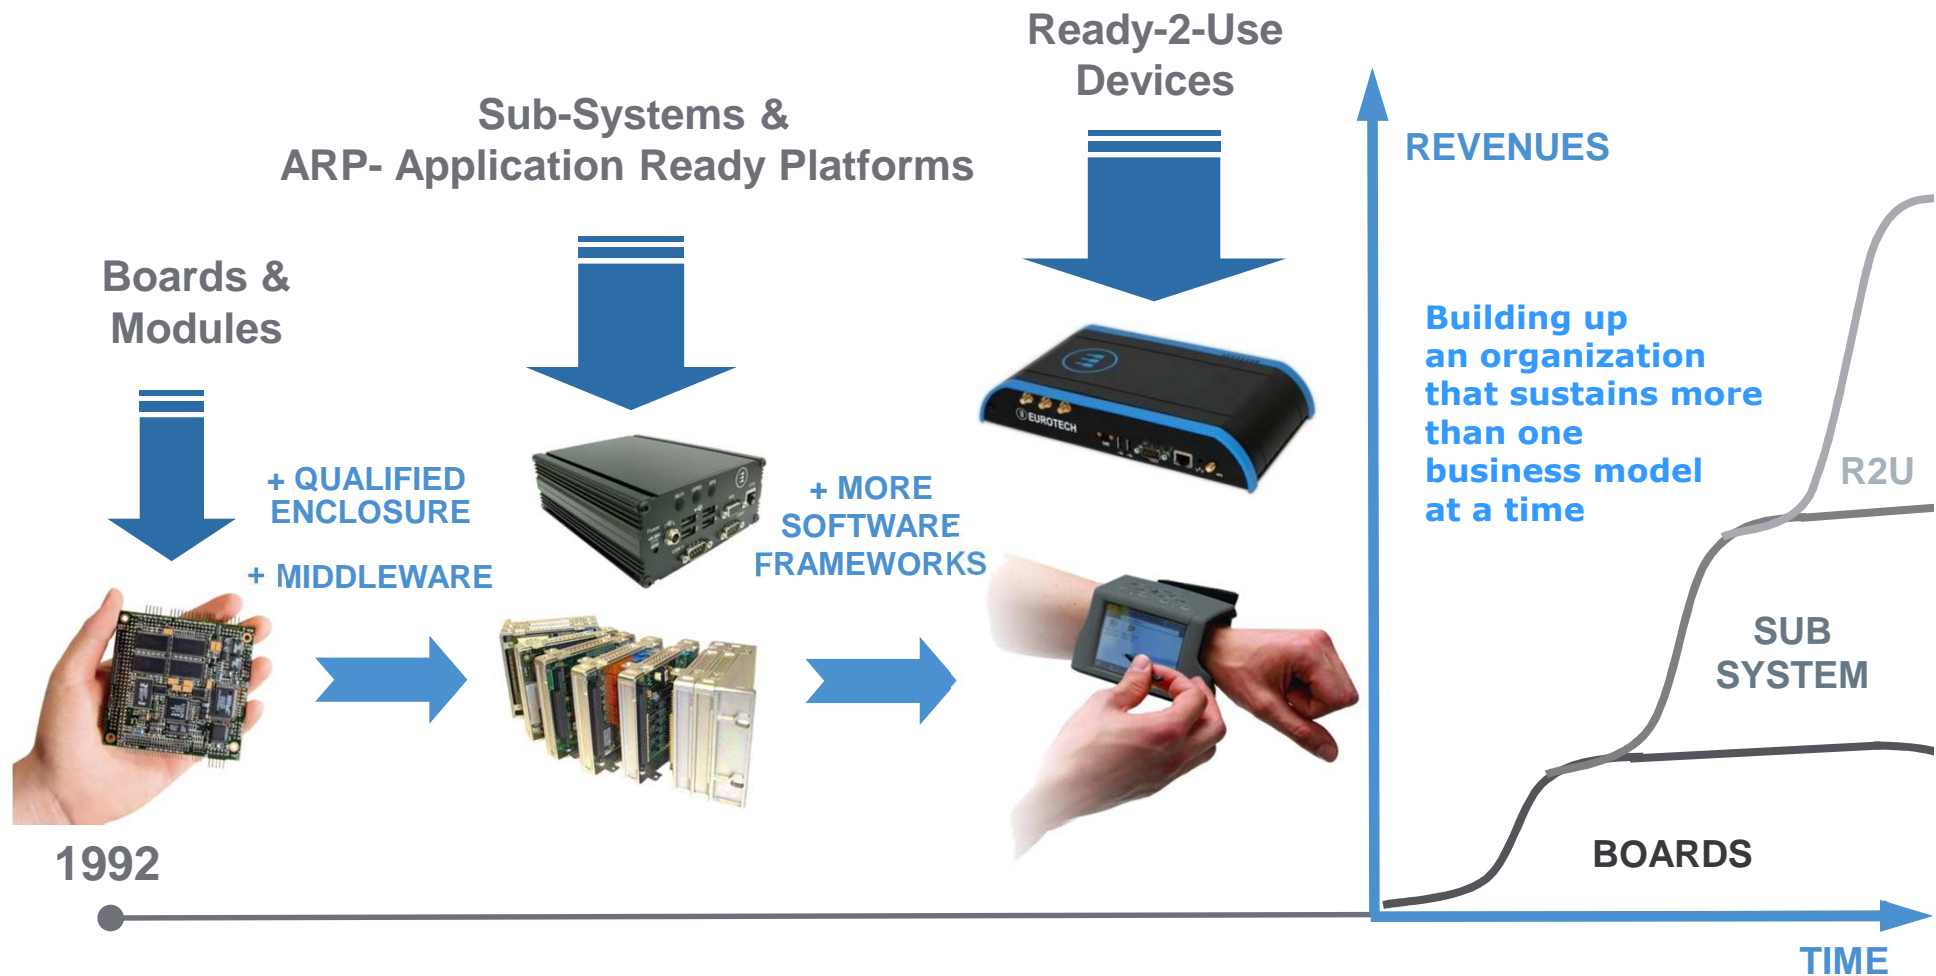 Ready-2-Use
Devices
Sub-Systems &
ARP- Application Ready Platforms
Boards &
Modules
+ QUALIFIED
ENCLOSURE
+ MIDDLEWARE
+ MORE
SOFTWARE
FRAMEWORKS
EUROTECH
1992
REVENUES
Building up
an organization
that sustains more
than one
business model
at a time
R2U
SUB
SYSTEM
BOARDS
TIME